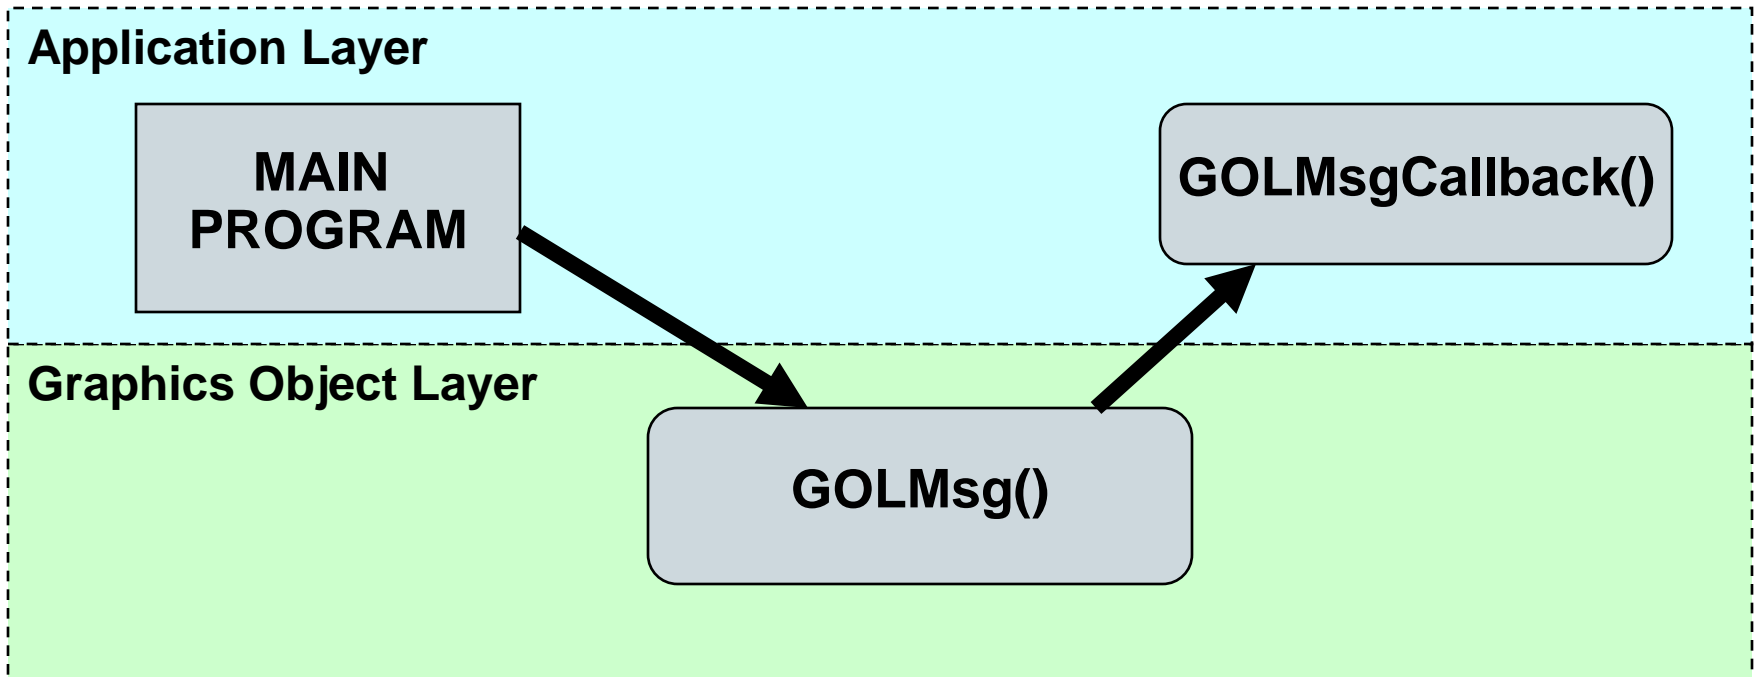 Application Layer
MAIN
PROGRAM
GOLMsgCallback()
Graphics Object Layer
GOLMsg()